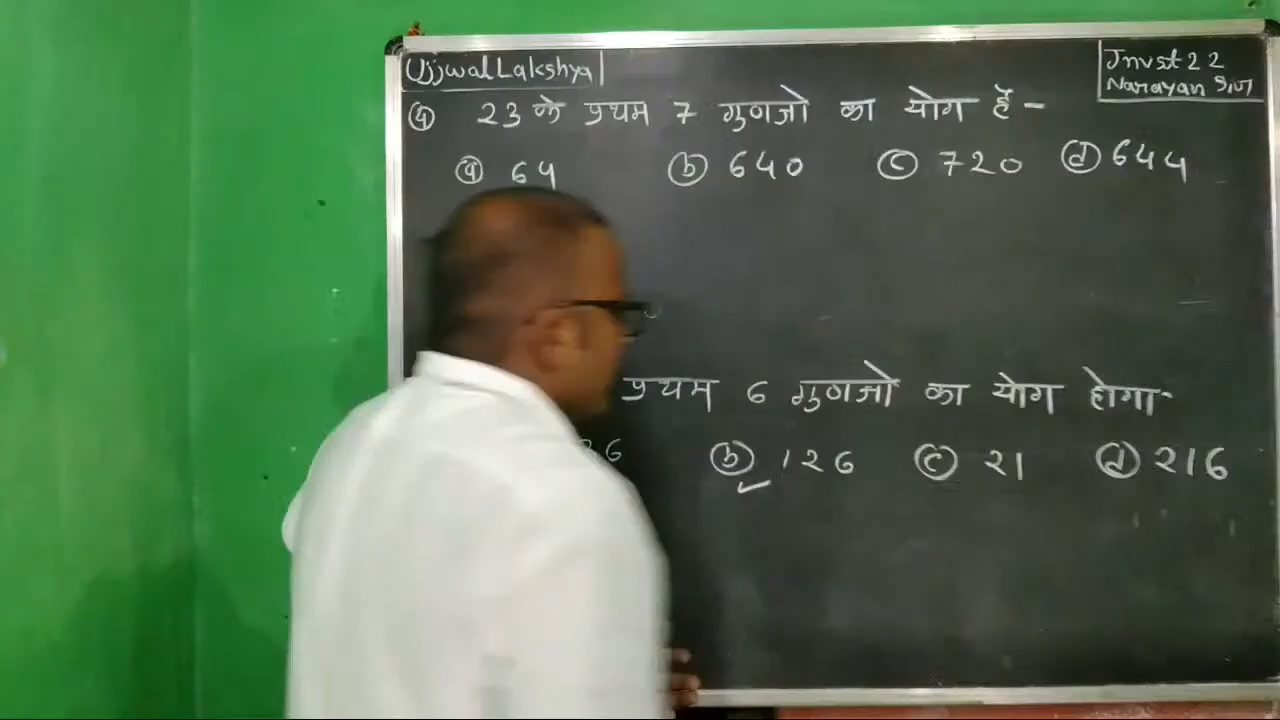 Ujjwal Lakshya
Jnvst 22
Narayan Sir
23 के प्रथम 7 गुणजो का योग हैं -
(a) 64 (b) 640 (c) 720 (d) 644
प्रथम 6 गुणजो का योग होगा-
36 (b) 126 (c) 21 (d) 216